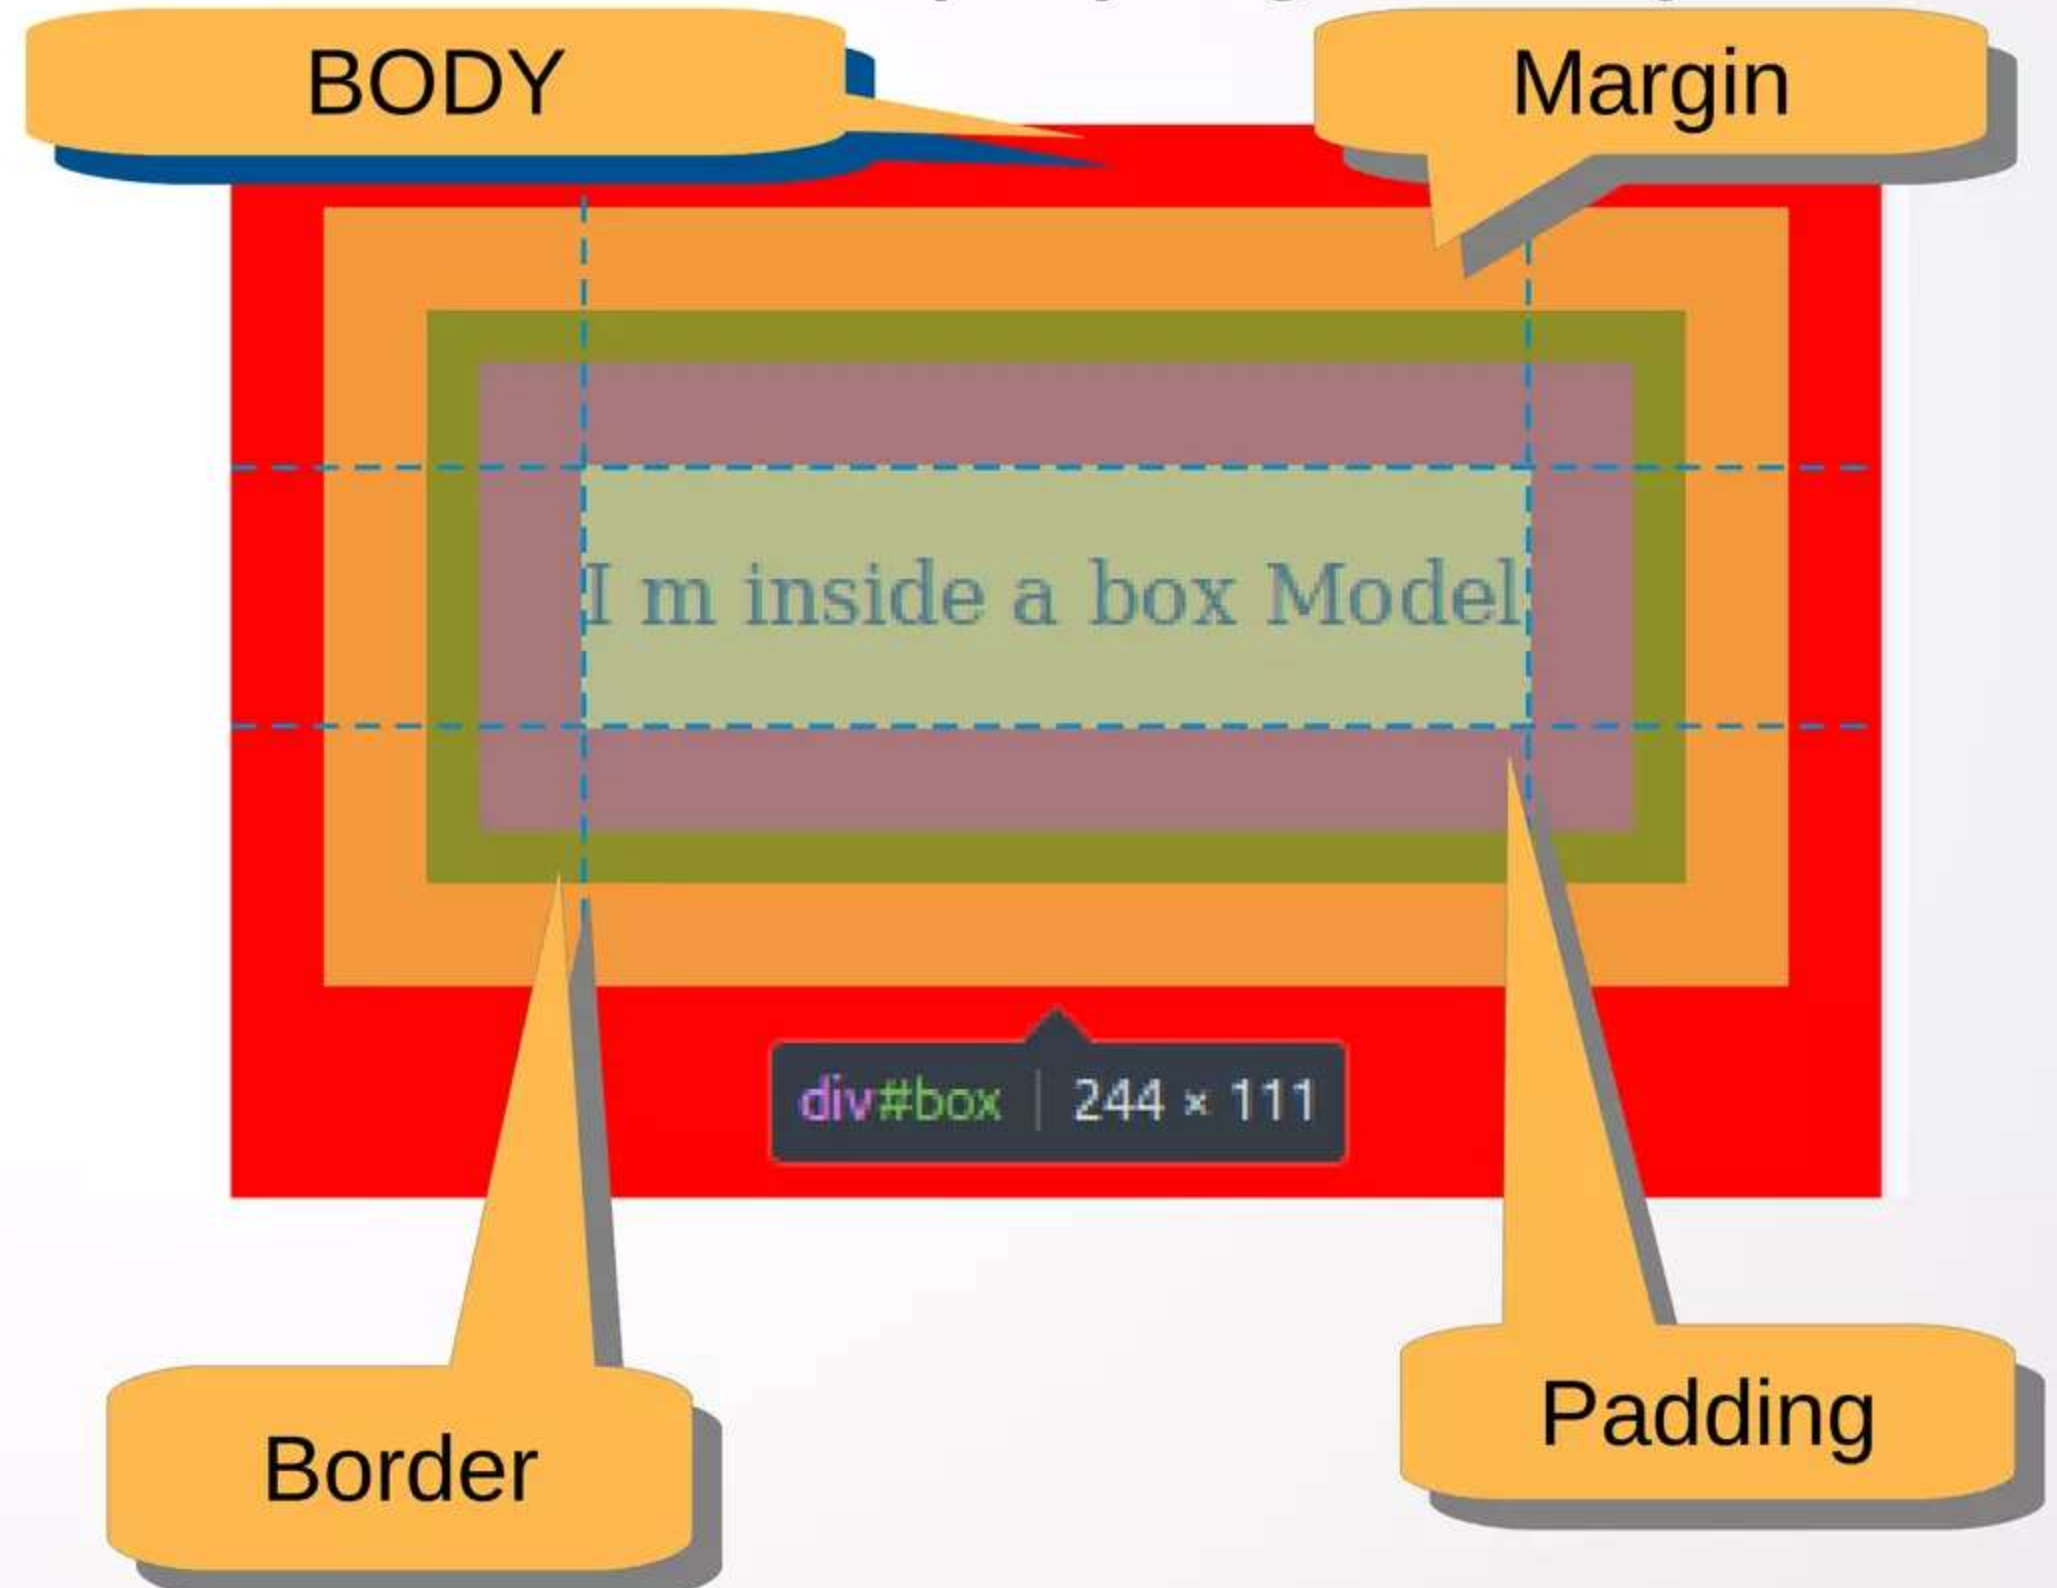 BODY
Margin
I m inside a box Model
div#box | 244 × 111
Border
Padding